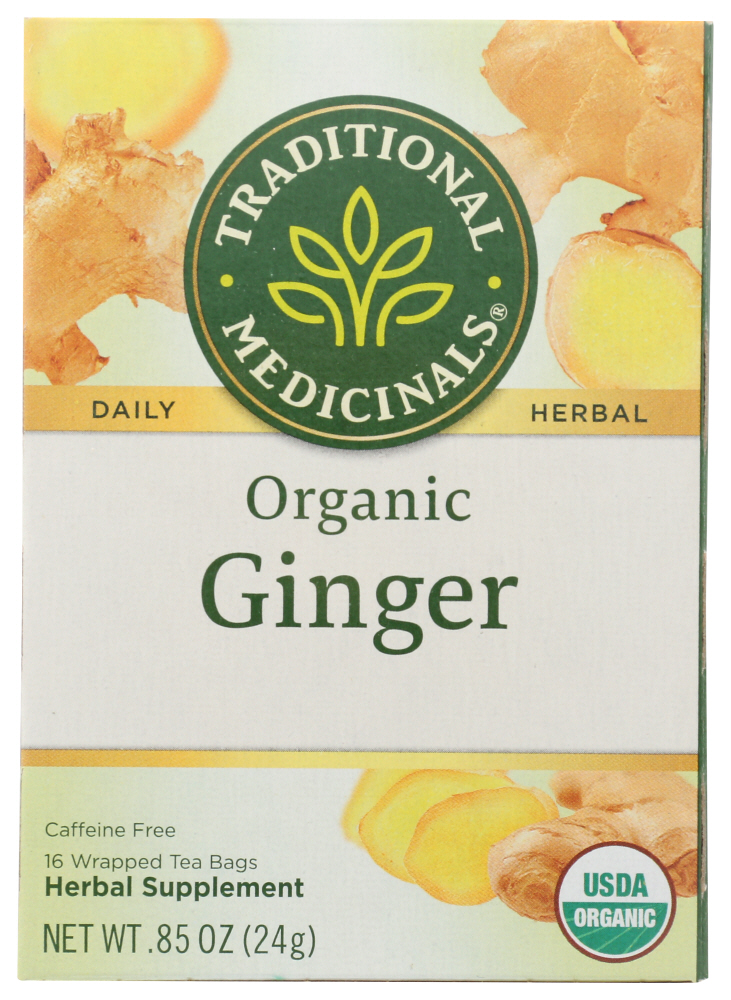 TRADITIONAL
MEDICINALS®
DAILY
HERBAL
Organic
Ginger
Caffeine Free
16 Wrapped Tea Bags
Herbal Supplement
NET WT .85 OZ (24g)
USDA
ORGANIC